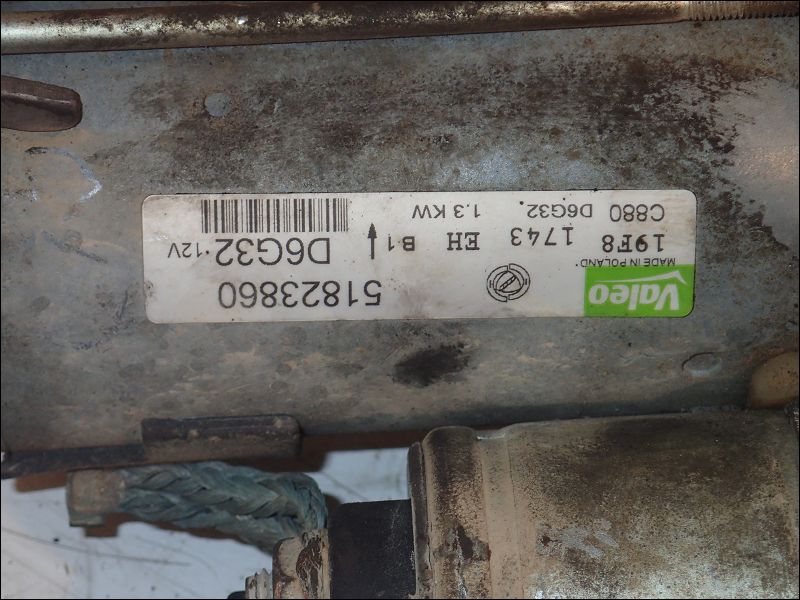 Valeo
MADE IN POLAND
19F8 1743 EH B1
C880 D6G32. 1.3 KW
51823860
D6G32. 12V